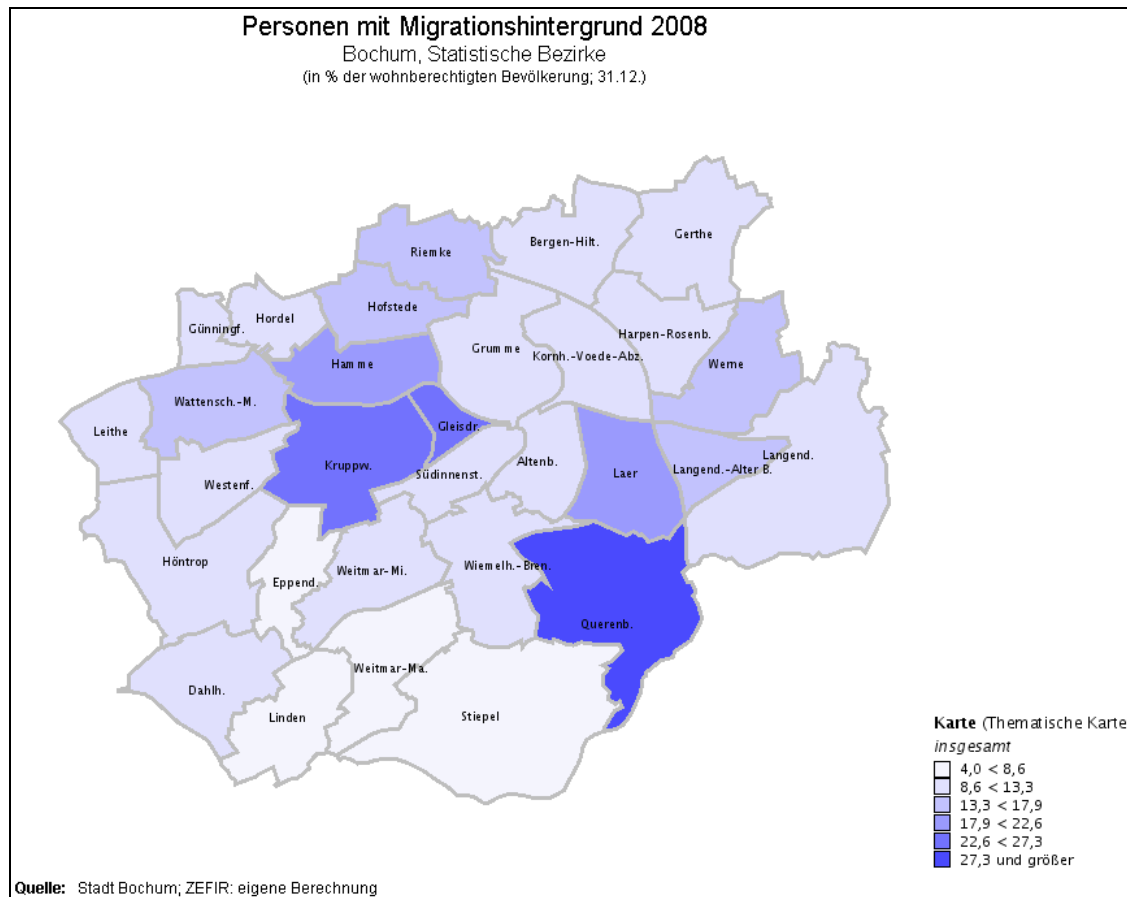 Personen mit Migrationshintergrund 2008
Bochum, Statistische Bezirke
(in % der wohnberechtigten Bevölkerung; 31.12.)
Gerthe
Bergen-Hilt.
Riemke
Hofstede
Hordel
Günningf.
Harpen-Rosenb.
Grumme
Kornh.-Voede-Abz.
Hamme
Werne
Wattensch.-M.
Gleisdr.
Leithe
Langend.
Altenb.
Kruppw.
Langend.-Alter B.
Südinnenst.
Laer
Westenf.
Höntrop
Wiemelh.-Bren.
Weitmar-Mi.
Eppend.
Querenb.
Weitmar-Ma.
Dahlh.
Linden
Stiepel
Karte (Thematische Karte
insgesamt
4,0 < 8,6
8,6 < 13,3
13,3 < 17,9
17,9 < 22,6
22,6 < 27,3
27,3 und größer
Quelle: Stadt Bochum; ZEFIR: eigene Berechnung